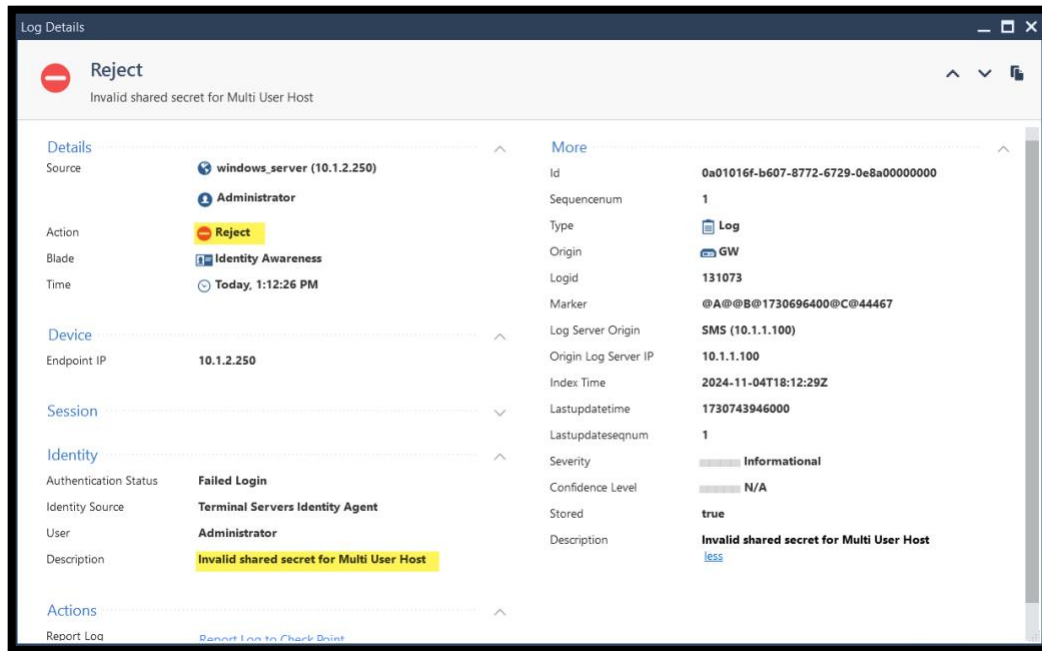 Log Details
Reject
Invalid shared secret for Multi User Host
Details
Source windows_server (10.1.2.250)
Administrator
Action Reject
Blade Identity Awareness
Time Today, 1:12:26 PM
Device
Endpoint IP 10.1.2.250
Session
Identity
Authentication Status Failed Login
Identity Source Terminal Servers Identity Agent
User Administrator
Description Invalid shared secret for Multi User Host
Actions
Report Log Report Log to Check Point
More
Id 0a01016f-b607-8772-6729-0e8a00000000
Sequencenum 1
Type Log
Origin GW
Logid 131073
Marker @A@@B@1730696400@C@44467
Log Server Origin SMS (10.1.1.100)
Origin Log Server IP 10.1.1.100
Index Time 2024-11-04T18:12:29Z
Lastupdatetime 1730743946000
Lastupdateseqnum 1
Severity Informational
Confidence Level N/A
Stored true
Description Invalid shared secret for Multi User Host
less